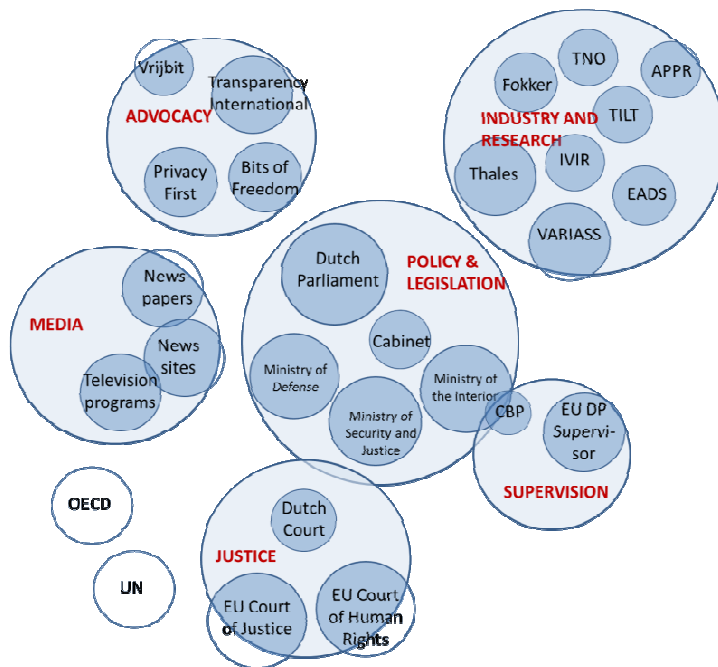 Vrijbit
Transparency
International
ADVOCACY
Privacy
First
Bits of
Freedom
TNO
APPR
Fokker
INDUSTRY AND
RESEARCH
TILT
IVIR
Thales
EADS
VARIASS
Dutch
Parliament
POLICY &
LEGISLATION
Cabinet
Ministry of
Defense
Ministry of
the Interior
Ministry of
Security and
Justice
News
papers
MEDIA
News
sites
Television
programs
CBP
EU DP
Supervi-
sor
SUPERVISION
OECD
UN
Dutch
Court
JUSTICE
EU Court
of Justice
EU Court
of Human
Rights